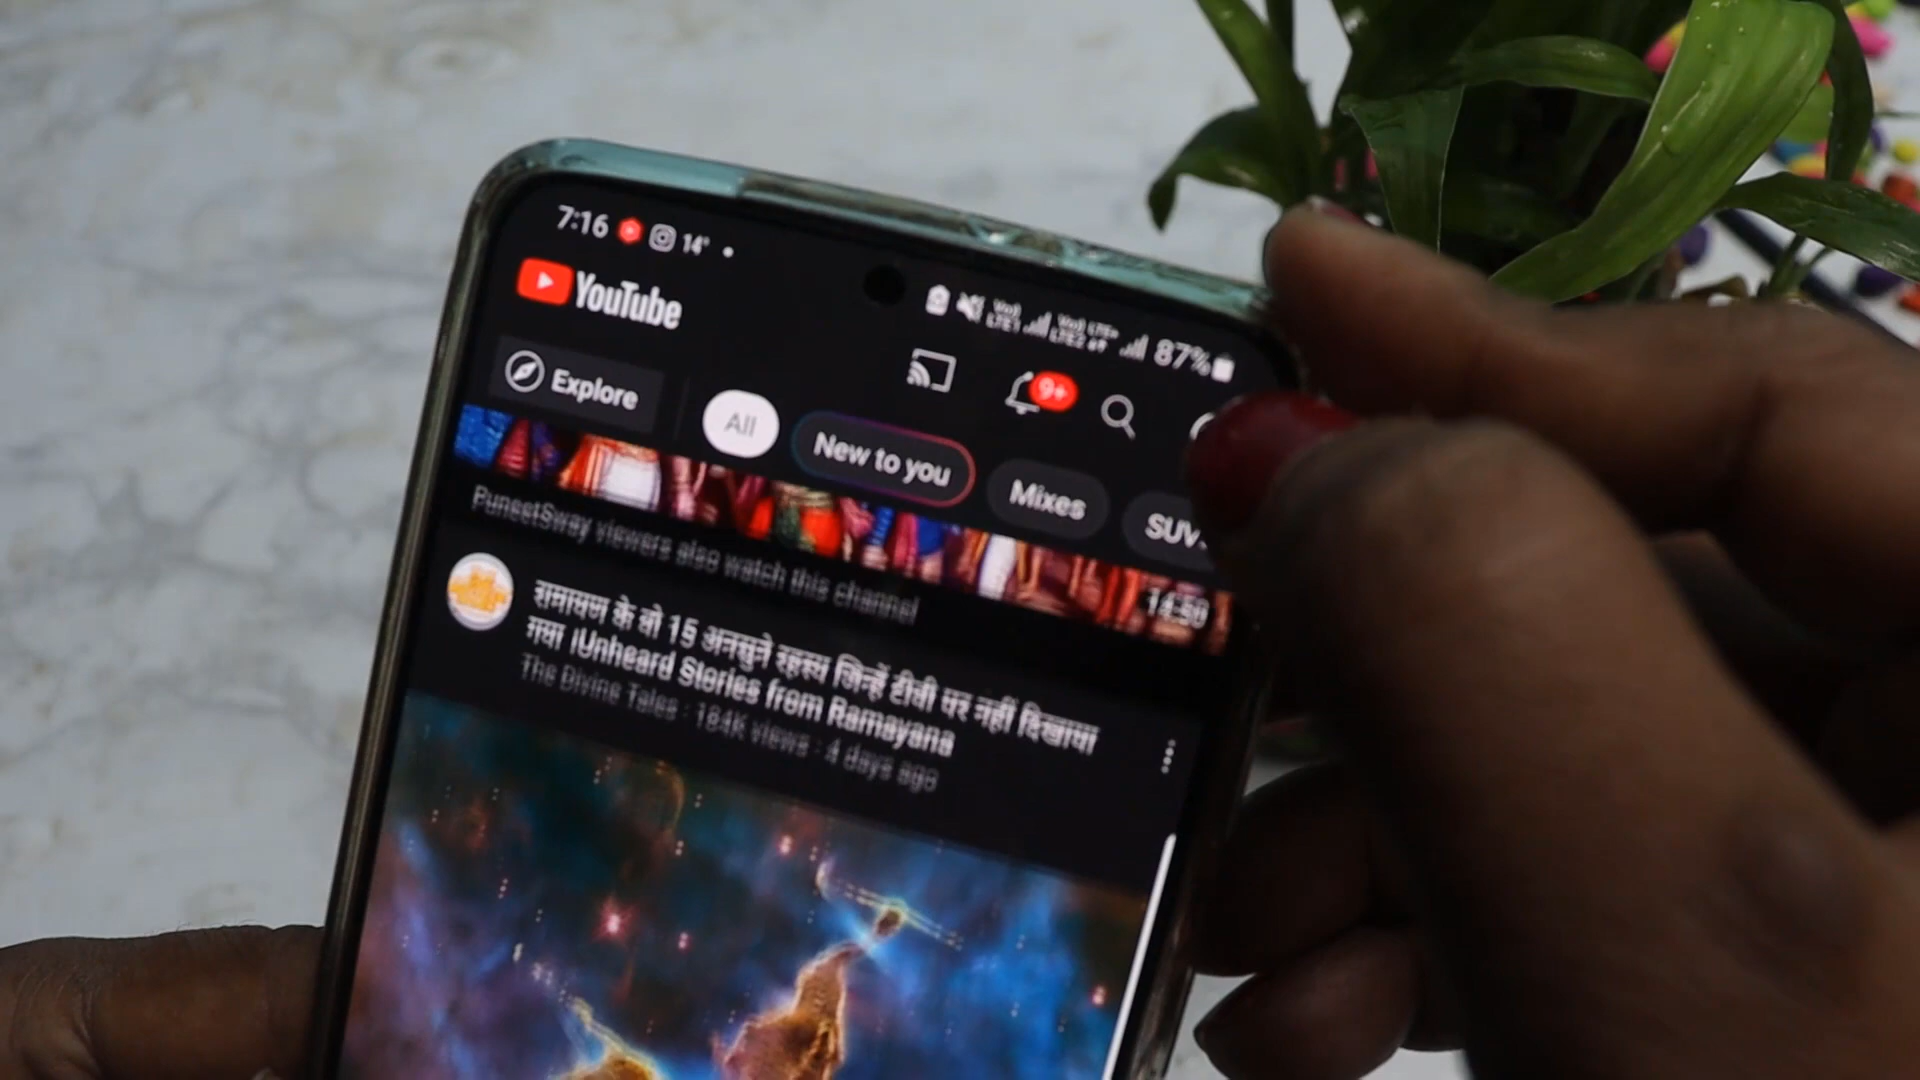 7:16 14°
87%
YouTube
9+
Explore
All
New to you
Mixes
SUV
14:50
PuneetSway viewers also watch this channel
रामायण के वो 15 अनसुने रहस्य जिन्हें टीवी पर नहीं दिखाया
गया ।Unheard Stories from Ramayana
The Divine Tales · 184K views · 4 days ago